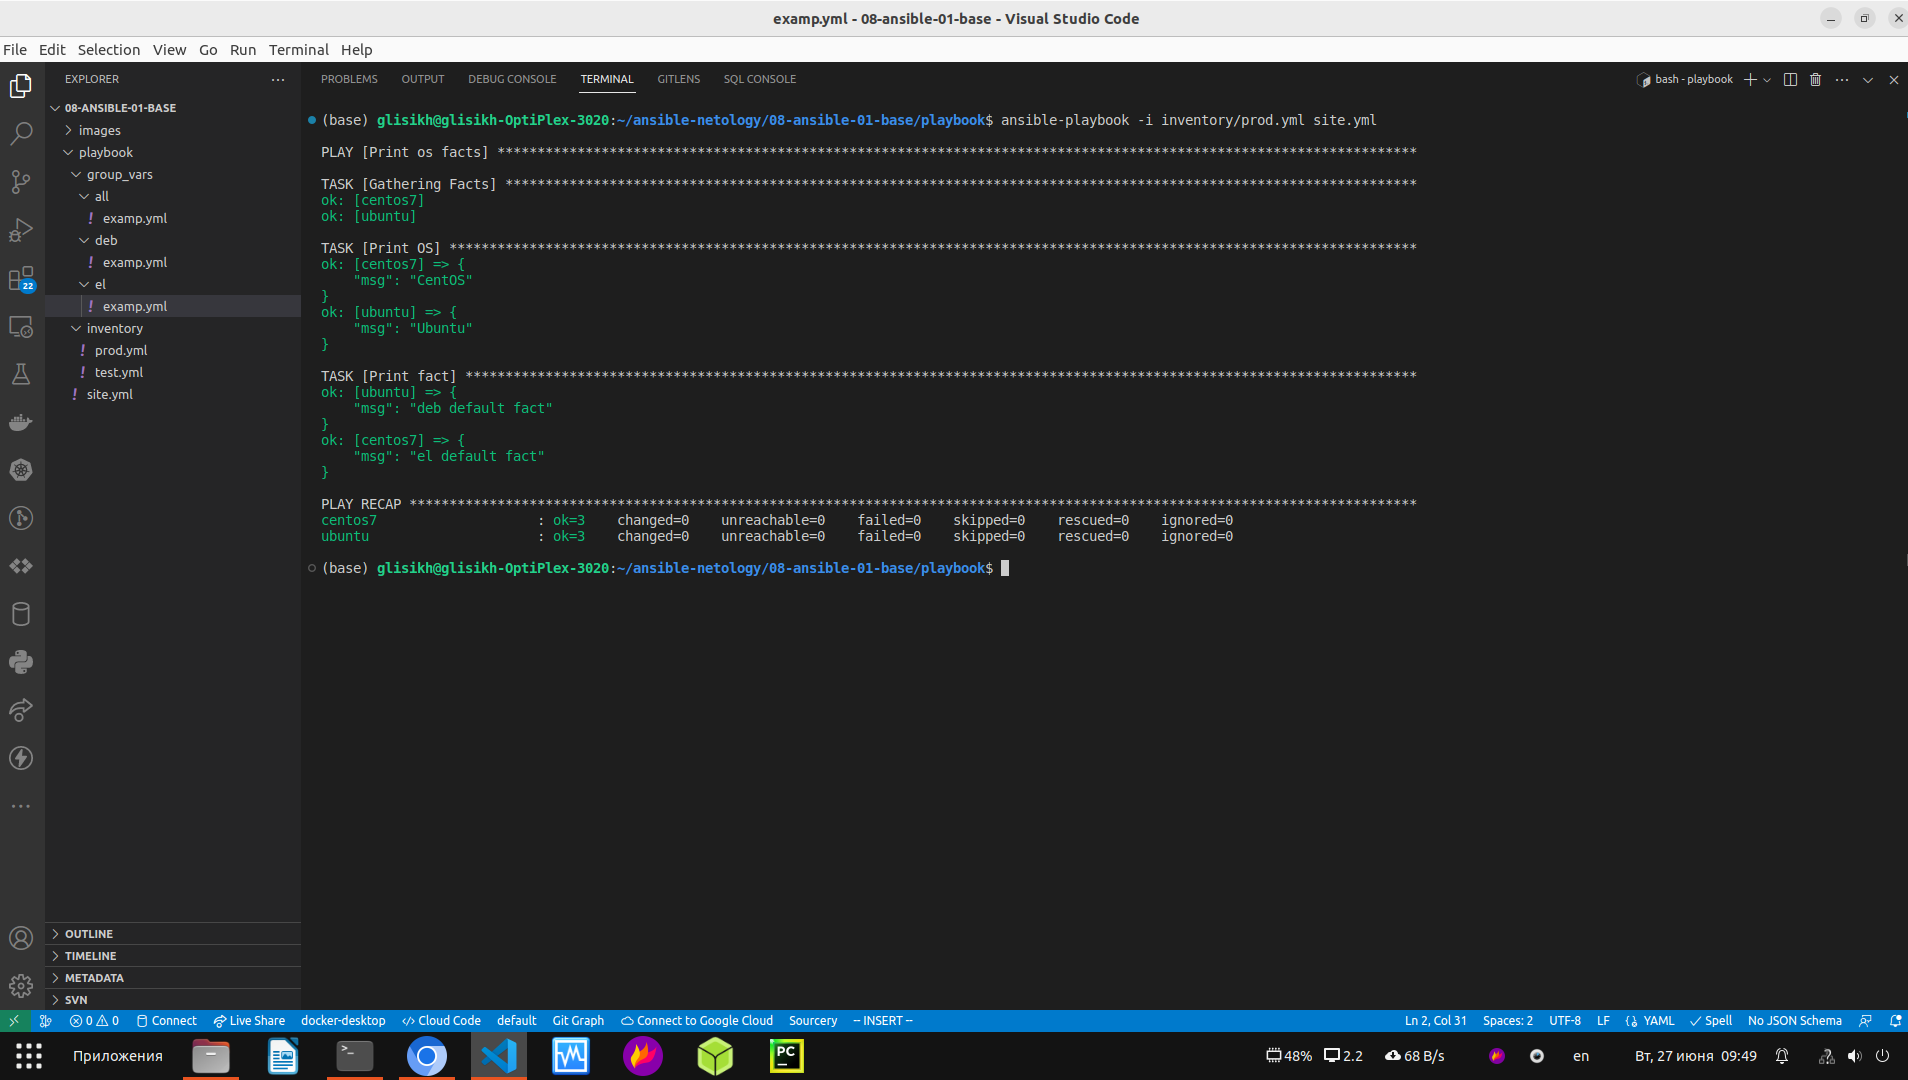 examp.yml - 08-ansible-01-base - Visual Studio Code
File Edit Selection View Go Run Terminal Help
EXPLORER
08-ANSIBLE-01-BASE
images
playbook
group_vars
all
examp.yml
deb
examp.yml
el
examp.yml
inventory
prod.yml
test.yml
site.yml
22
OUTLINE
TIMELINE
METADATA
SVN
PROBLEMS OUTPUT DEBUG CONSOLE TERMINAL GITLENS SQL CONSOLE
bash - playbook
(base) glisikh@glisikh-OptiPlex-3020:~/ansible-netology/08-ansible-01-base/playbook$ ansible-playbook -i inventory/prod.yml site.yml
PLAY [Print os facts] *******************************************************************************************************************
TASK [Gathering Facts] ******************************************************************************************************************
ok: [centos7]
ok: [ubuntu]
TASK [Print OS] *************************************************************************************************************************
ok: [centos7] => {
    "msg": "CentOS"
}
ok: [ubuntu] => {
    "msg": "Ubuntu"
}
TASK [Print fact] ***********************************************************************************************************************
ok: [ubuntu] => {
    "msg": "deb default fact"
}
ok: [centos7] => {
    "msg": "el default fact"
}
PLAY RECAP ******************************************************************************************************************************
centos7                    : ok=3    changed=0    unreachable=0    failed=0    skipped=0    rescued=0    ignored=0
ubuntu                     : ok=3    changed=0    unreachable=0    failed=0    skipped=0    rescued=0    ignored=0
(base) glisikh@glisikh-OptiPlex-3020:~/ansible-netology/08-ansible-01-base/playbook$
0 0 Connect Live Share docker-desktop Cloud Code default Git Graph Connect to Google Cloud Sourcery -- INSERT -- Ln 2, Col 31 Spaces: 2 UTF-8 LF YAML Spell No JSON Schema
Приложения PC 48% 2.2 68 B/s en Вт, 27 июня 09:49